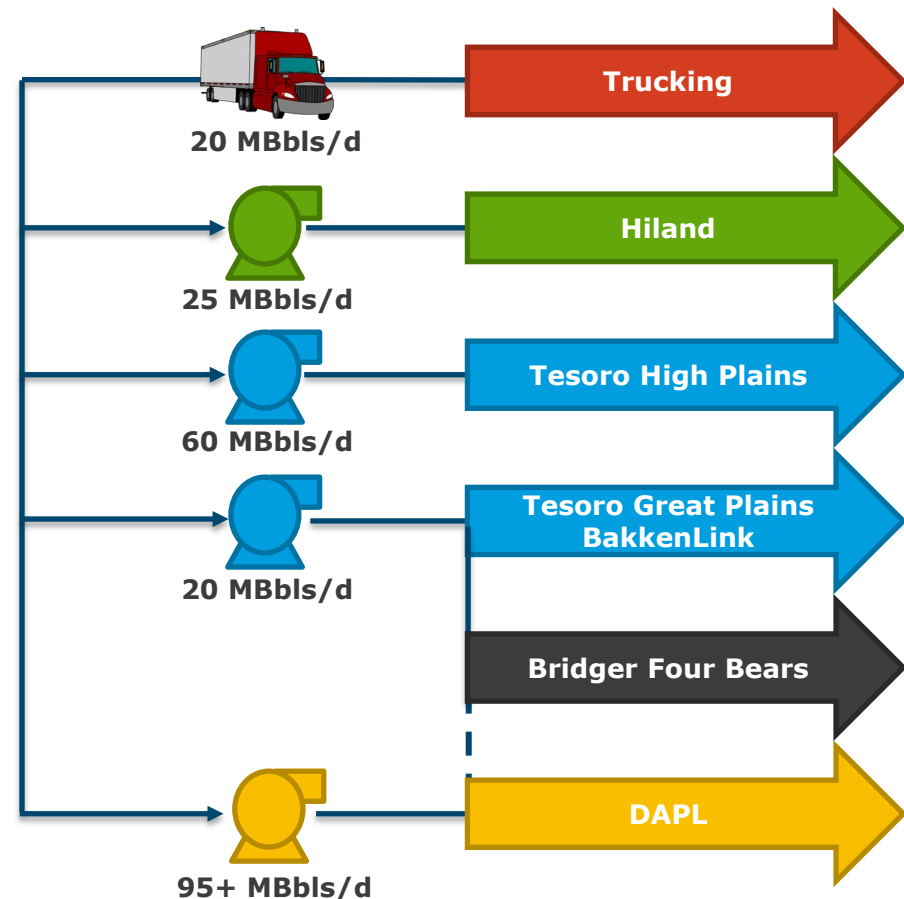 Trucking
20 MBbls/d
Hiland
25 MBbls/d
Tesoro High Plains
60 MBbls/d
Tesoro Great Plains
BakkenLink
20 MBbls/d
Bridger Four Bears
DAPL
95+ MBbls/d